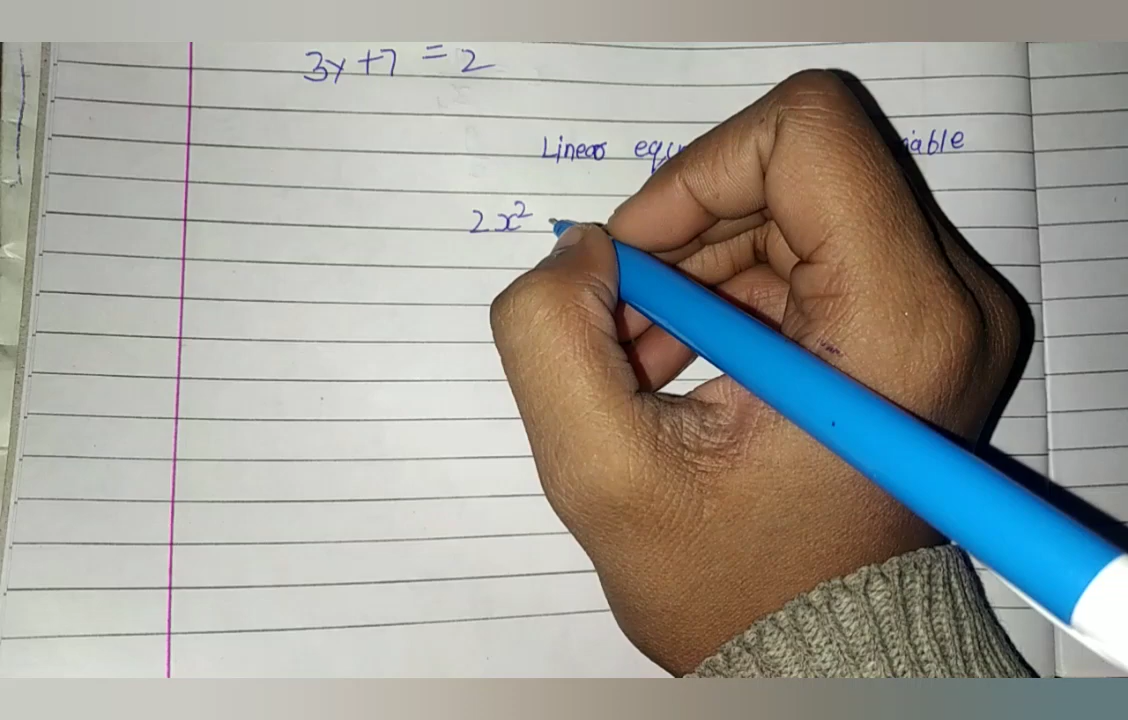 3y+7 = 2
Linear
2x²